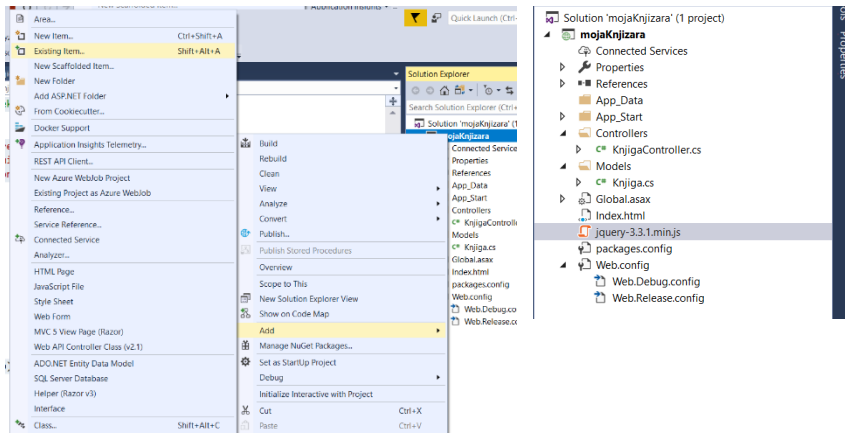 Area...
New Item... Ctrl+Shift+A
Existing Item... Shift+Alt+A
New Scaffolded Item...
New Folder
Add ASP.NET Folder
From Cookiecutter...
Docker Support
Application Insights Telemetry...
REST API Client...
New Azure WebJob Project
Existing Project as Azure WebJob
Reference...
Service Reference...
Connected Service
Analyzer...
HTML Page
JavaScript File
Style Sheet
Web Form
MVC 5 View Page (Razor)
Web API Controller Class (v2.1)
ADO.NET Entity Data Model
SQL Server Database
Helper (Razor v3)
Interface
Class... Shift+Alt+C
Build
Rebuild
Clean
View
Analyze
Convert
Publish...
Publish Stored Procedures
Overview
Scope to This
New Solution Explorer View
Show on Code Map
Add
Manage NuGet Packages...
Set as StartUp Project
Debug
Initialize Interactive with Project
Cut Ctrl+X
Paste Ctrl+V
Quick Launch (Ctrl+
Solution Explorer
Search Solution Explorer (Ctrl+
Solution 'mojaKnjizara' (1
ojaKnjizara
Connected Service
Properties
References
App_Data
App_Start
Controllers
C# KnjigaControlle
Models
C# Knjiga.cs
Global.asax
Index.html
packages.config
Web.config
Web.Debug.co
Web.Release.co
Solution 'mojaKnjizara' (1 project)
mojaKnjizara
Connected Services
Properties
References
App_Data
App_Start
Controllers
C# KnjigaController.cs
Models
C# Knjiga.cs
Global.asax
Index.html
jquery-3.3.1.min.js
packages.config
Web.config
Web.Debug.config
Web.Release.config
Properties